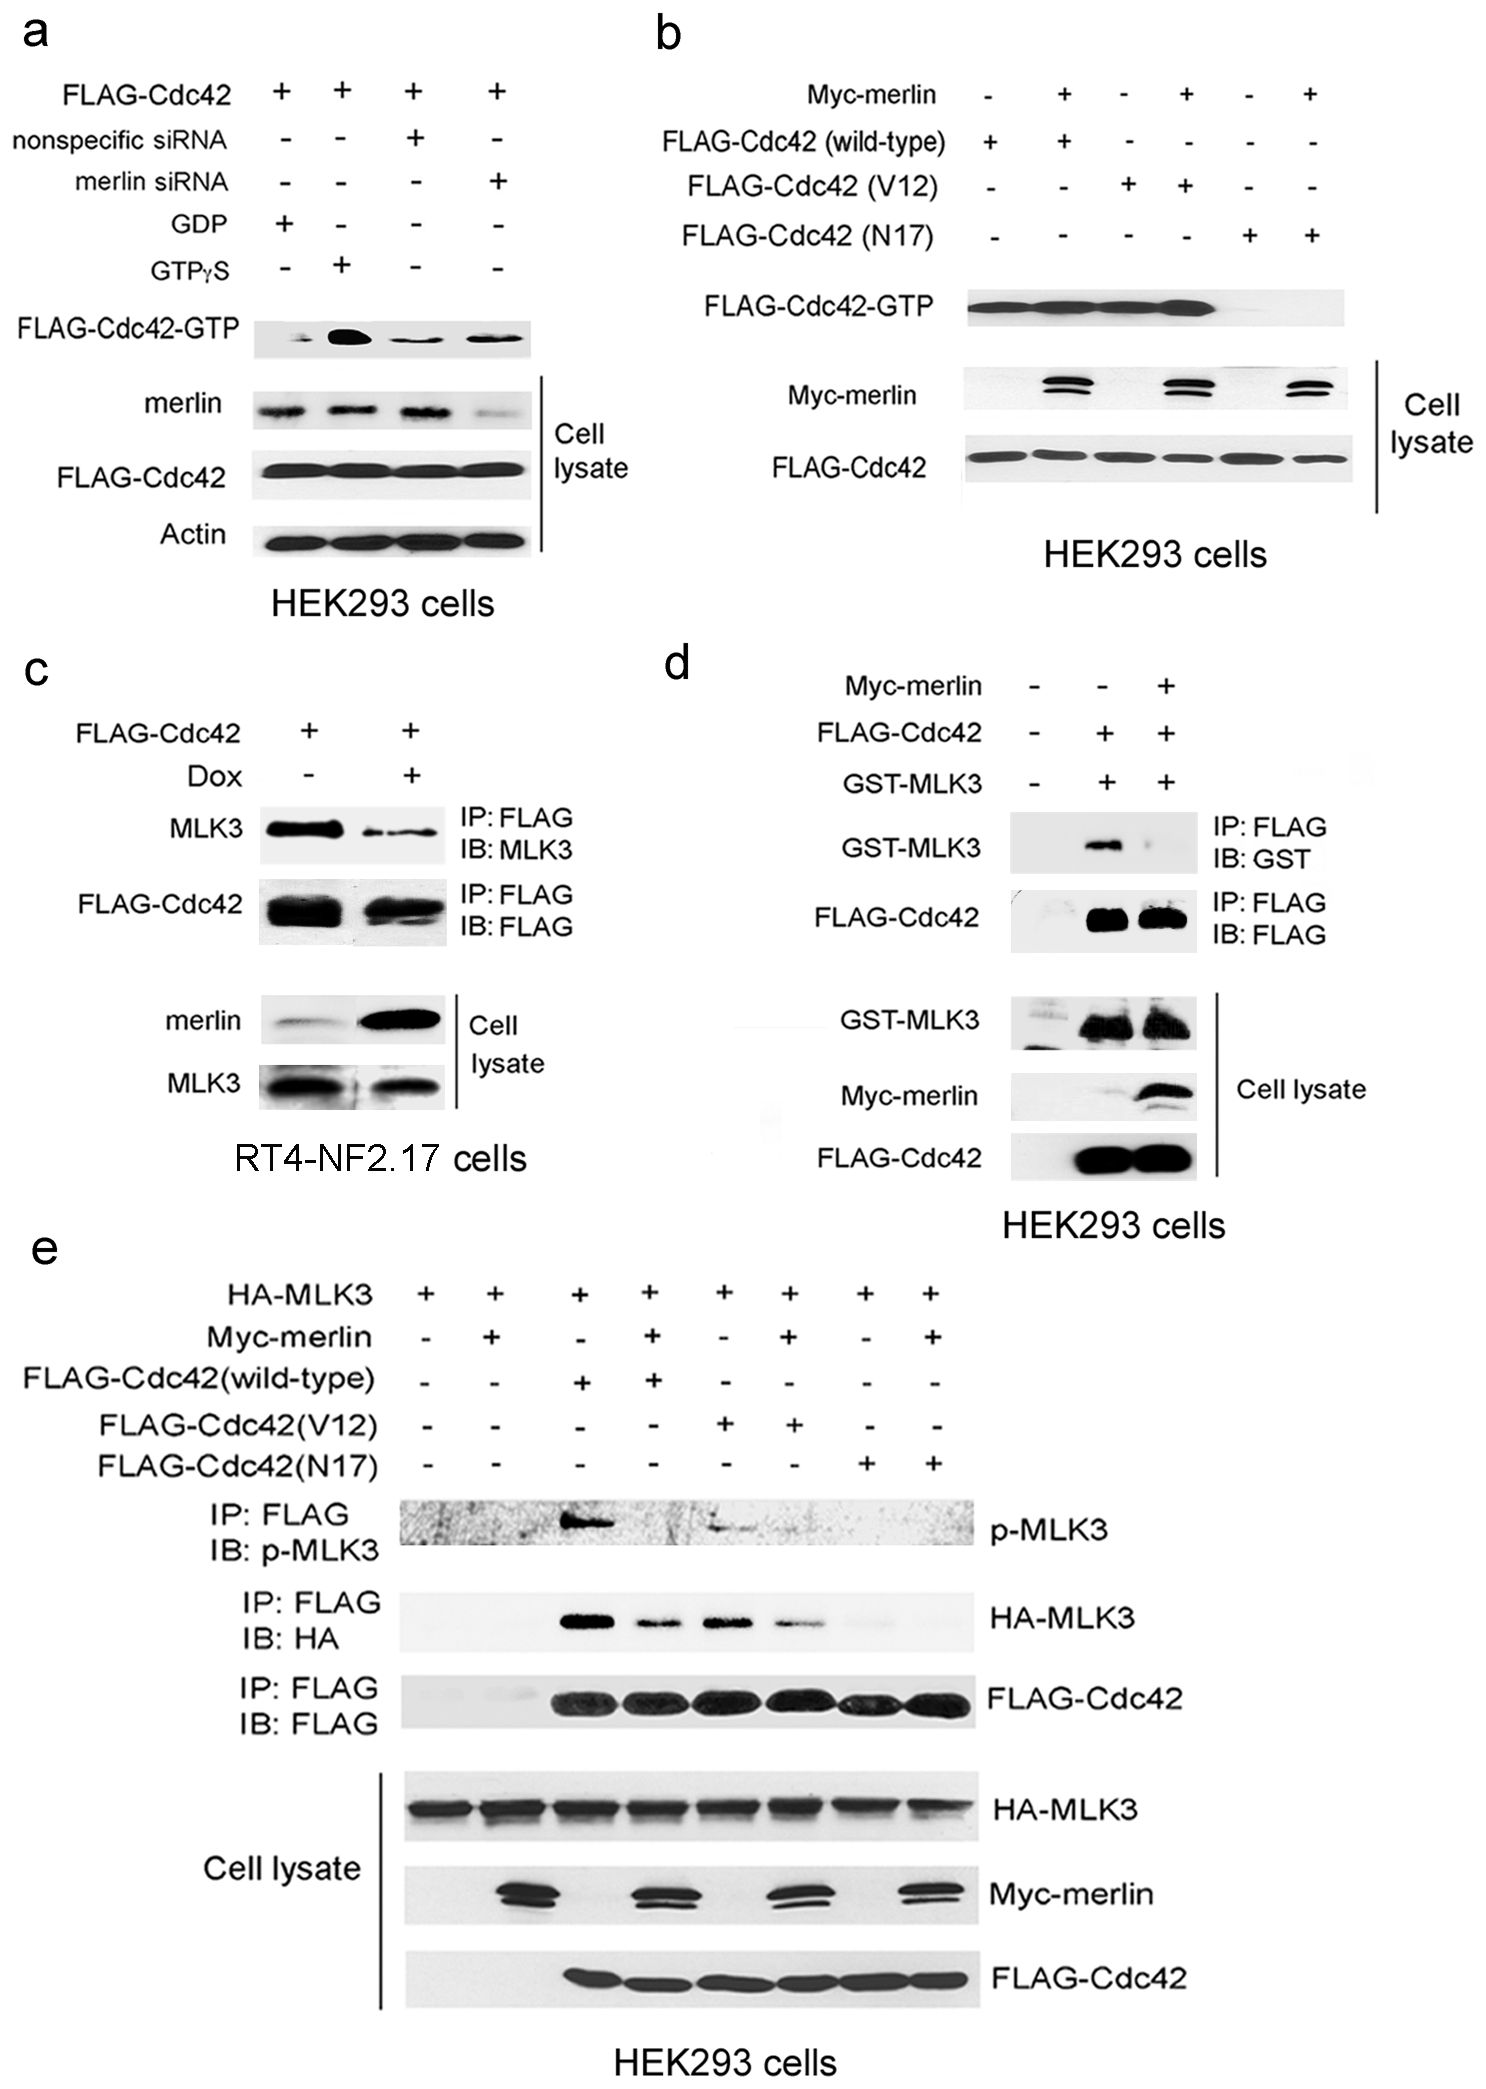 a
FLAG-Cdc42 + + + +
nonspecific siRNA - - + -
merlin siRNA - - - +
GDP + - - -
GTPγS - + - -
FLAG-Cdc42-GTP
merlin
FLAG-Cdc42
Actin
Cell
lysate
HEK293 cells
b
Myc-merlin - + - + - +
FLAG-Cdc42 (wild-type) + + - - - -
FLAG-Cdc42 (V12) - - + + - -
FLAG-Cdc42 (N17) - - - - + +
FLAG-Cdc42-GTP
Myc-merlin
FLAG-Cdc42
Cell
lysate
HEK293 cells
c
FLAG-Cdc42 + +
Dox - +
MLK3
IP: FLAG
IB: MLK3
FLAG-Cdc42
IP: FLAG
IB: FLAG
merlin
MLK3
Cell
lysate
RT4-NF2.17 cells
d
Myc-merlin - - +
FLAG-Cdc42 - + +
GST-MLK3 - + +
GST-MLK3
IP: FLAG
IB: GST
FLAG-Cdc42
IP: FLAG
IB: FLAG
GST-MLK3
Myc-merlin
FLAG-Cdc42
Cell lysate
HEK293 cells
e
HA-MLK3 + + + + + + + +
Myc-merlin - + - + - + - +
FLAG-Cdc42(wild-type) - - + + - - - -
FLAG-Cdc42(V12) - - - - + + - -
FLAG-Cdc42(N17) - - - - - - + +
IP: FLAG
IB: p-MLK3
p-MLK3
IP: FLAG
IB: HA
HA-MLK3
IP: FLAG
IB: FLAG
FLAG-Cdc42
Cell lysate
HA-MLK3
Myc-merlin
FLAG-Cdc42
HEK293 cells